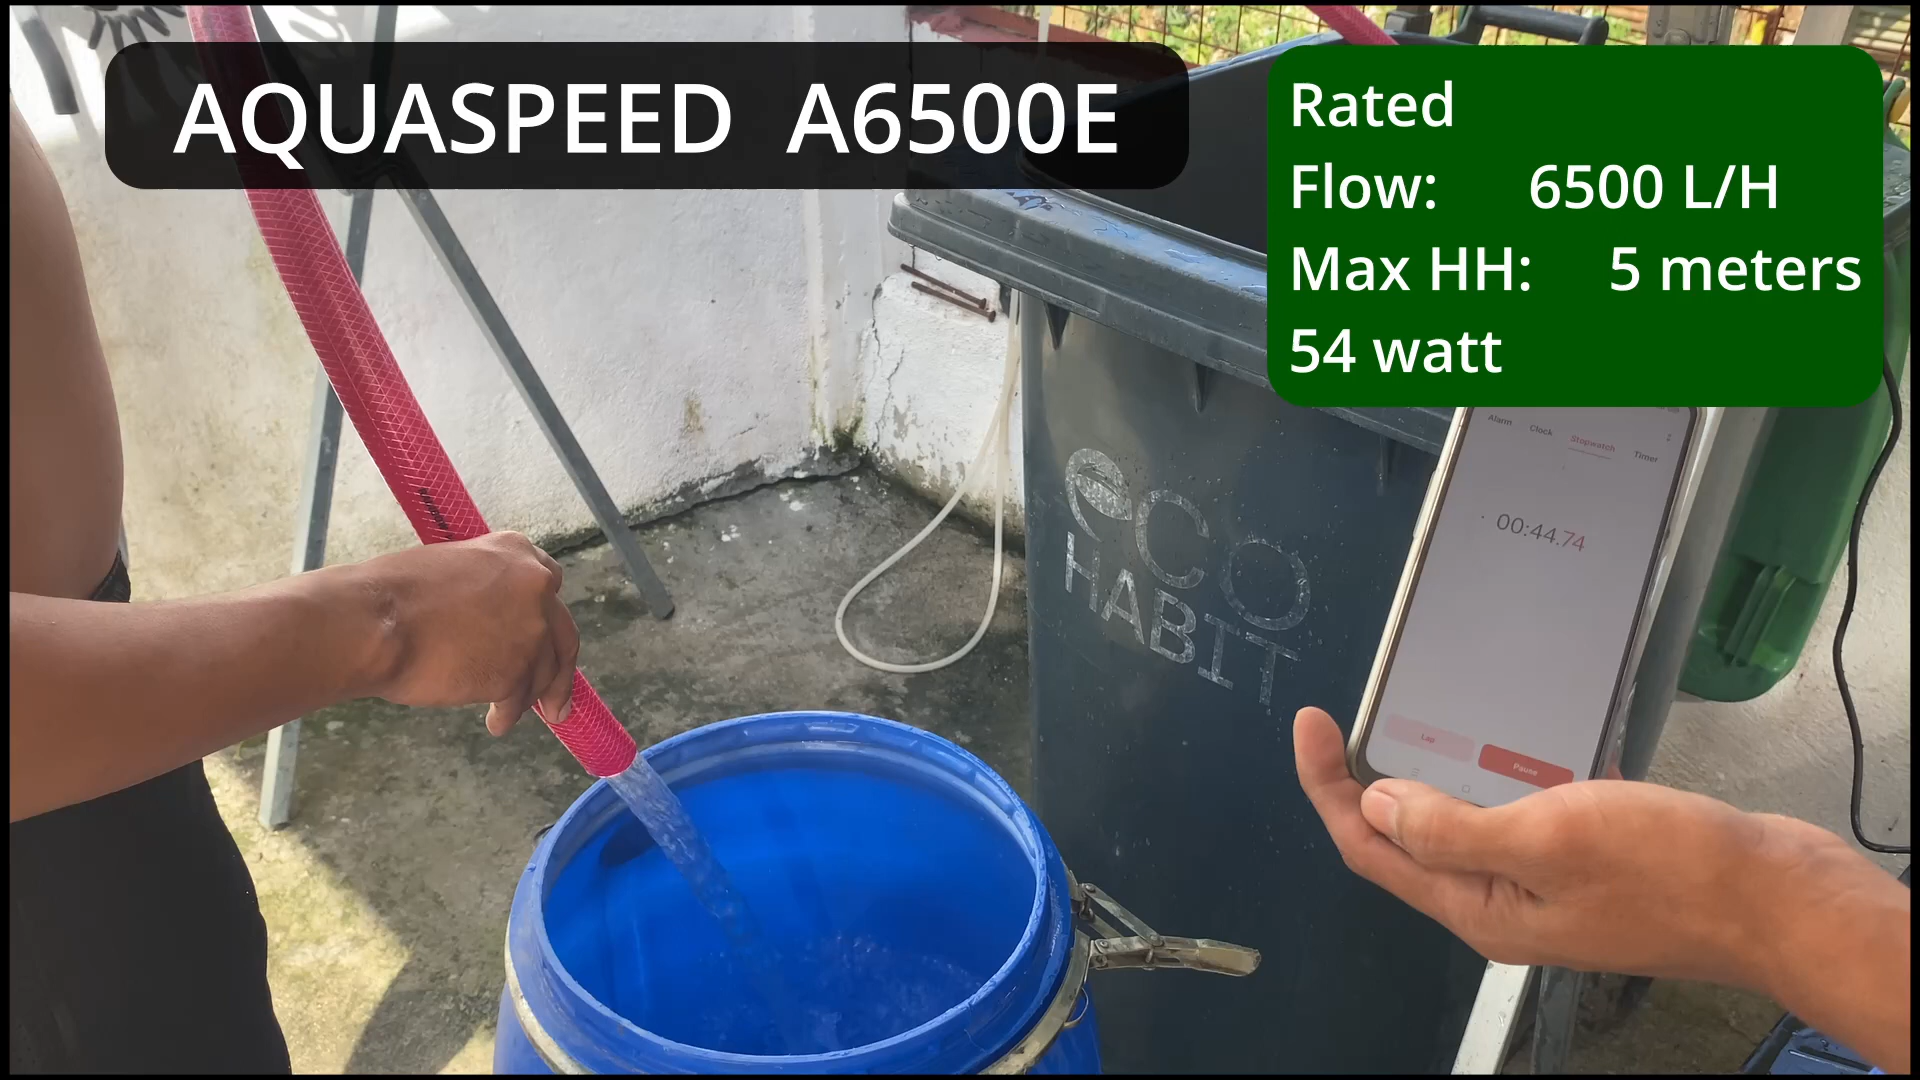 AQUASPEED A6500E
Rated
Flow: 6500 L/H
Max HH: 5 meters
54 watt
Alarm Clock Stopwatch Timer
00:44.74
Lap Pause
eCO
HABIT